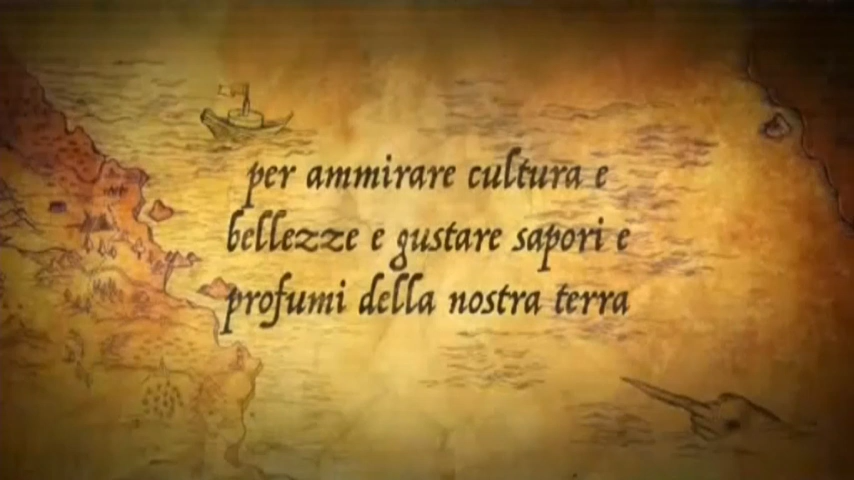 per ammirare cultura e
bellezze e gustare sapori e
profumi della nostra terra